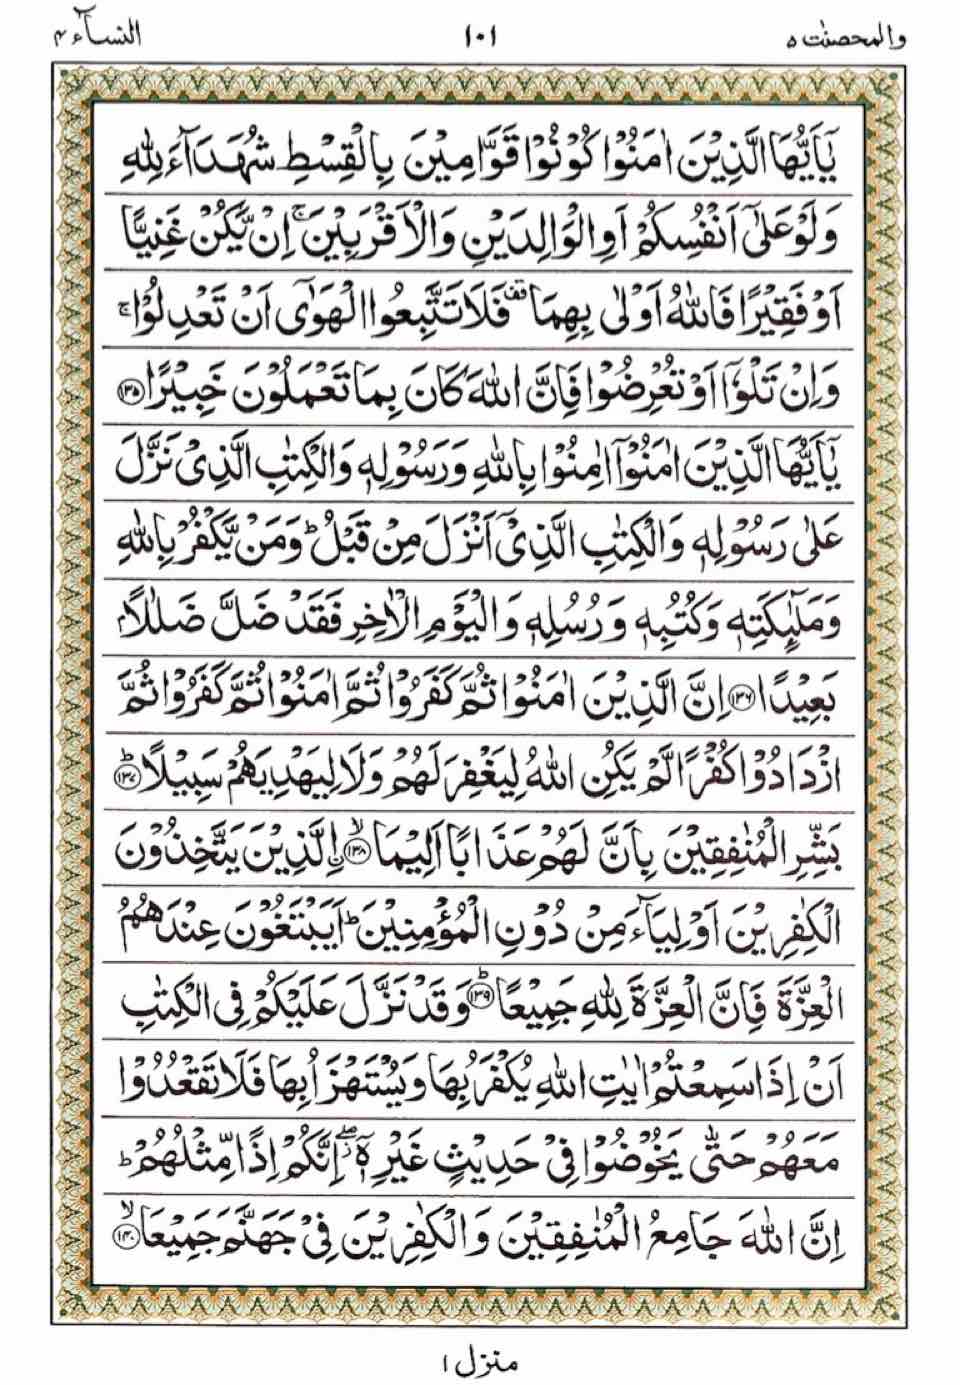 والمحصنٰت ٥ ١٠١ النسآء ٤
يٰۤاَيُّهَا الَّذِيْنَ اٰمَنُوْا كُوْنُوْا قَوَّامِيْنَ بِالْقِسْطِ شُهَدَآءَ لِلّٰهِ
وَلَوْ عَلٰۤى اَنْفُسِكُمْ اَوِ الْوَالِدَيْنِ وَالْاَقْرَبِيْنَ ۚ اِنْ يَّكُنْ غَنِيًّا
اَوْ فَقِيْرًا فَاللّٰهُ اَوْلٰى بِهِمَا ۫ فَلَا تَتَّبِعُوا الْهَوٰۤى اَنْ تَعْدِلُوْا ۚ
وَاِنْ تَلْوٗۤا اَوْ تُعْرِضُوْا فَاِنَّ اللّٰهَ كَانَ بِمَا تَعْمَلُوْنَ خَبِيْرًا ﴿١٣٥﴾
يٰۤاَيُّهَا الَّذِيْنَ اٰمَنُوْۤا اٰمِنُوْا بِاللّٰهِ وَرَسُوْلِهٖ وَالْكِتٰبِ الَّذِيْ نَزَّلَ
عَلٰى رَسُوْلِهٖ وَالْكِتٰبِ الَّذِيْۤ اَنْزَلَ مِنْ قَبْلُ ؕ وَمَنْ يَّكْفُرْ بِاللّٰهِ
وَمَلٰٓئِكَتِهٖ وَكُتُبِهٖ وَرُسُلِهٖ وَالْيَوْمِ الْاٰخِرِ فَقَدْ ضَلَّ ضَلٰلًاۢ
بَعِيْدًا ﴿١٣٦﴾ اِنَّ الَّذِيْنَ اٰمَنُوْا ثُمَّ كَفَرُوْا ثُمَّ اٰمَنُوْا ثُمَّ كَفَرُوْا ثُمَّ
ازْدَادُوْا كُفْرًا لَّمْ يَكُنِ اللّٰهُ لِيَغْفِرَ لَهُمْ وَلَا لِيَهْدِيَهُمْ سَبِيْلًا ؕ﴿١٣٧﴾
بَشِّرِ الْمُنٰفِقِيْنَ بِاَنَّ لَهُمْ عَذَابًا اَلِيْمَا ۙ﴿١٣٨﴾ ۨالَّذِيْنَ يَتَّخِذُوْنَ
الْكٰفِرِيْنَ اَوْلِيَآءَ مِنْ دُوْنِ الْمُؤْمِنِيْنَ ؕ اَيَبْتَغُوْنَ عِنْدَهُمُ
الْعِزَّةَ فَاِنَّ الْعِزَّةَ لِلّٰهِ جَمِيْعًا ؕ﴿١٣٩﴾ وَقَدْ نَزَّلَ عَلَيْكُمْ فِى الْكِتٰبِ
اَنْ اِذَا سَمِعْتُمْ اٰيٰتِ اللّٰهِ يُكْفَرُ بِهَا وَيُسْتَهْزَاُ بِهَا فَلَا تَقْعُدُوْا
مَعَهُمْ حَتّٰى يَخُوْضُوْا فِيْ حَدِيْثٍ غَيْرِهٖۤ ۖ اِنَّكُمْ اِذًا مِّثْلُهُمْ ؕ
اِنَّ اللّٰهَ جَامِعُ الْمُنٰفِقِيْنَ وَالْكٰفِرِيْنَ فِيْ جَهَنَّمَ جَمِيْعَا ۙ﴿١٤٠﴾
منزل ١